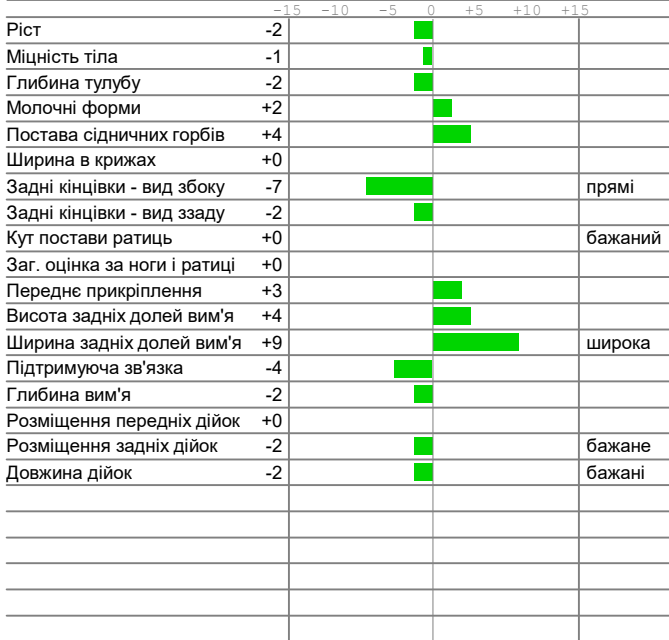 -15 -10 -5 0 +5 +10 +15
Ріст -2
Міцність тіла -1
Глибина тулубу -2
Молочні форми +2
Постава сідничних горбів +4
Ширина в крижах +0
Задні кінцівки - вид збоку -7 прямі
Задні кінцівки - вид ззаду -2
Кут постави ратиць +0 бажаний
Заг. оцінка за ноги і ратиці +0
Переднє прикріплення +3
Висота задніх долей вим'я +4
Ширина задніх долей вим'я +9 широка
Підтримуюча зв'язка -4
Глибина вим'я -2
Розміщення передніх дійок +0
Розміщення задніх дійок -2 бажане
Довжина дійок -2 бажані